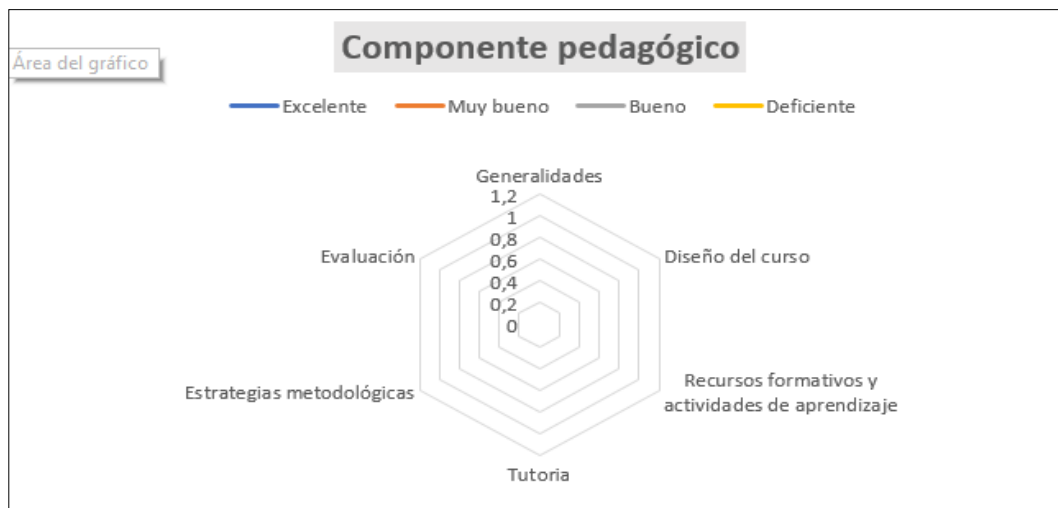 Componente pedagógico
Área del gráfico
Excelente
Muy bueno
Bueno
Deficiente
Generalidades
1,2
1
0,8
0,6
0,4
0,2
0
Evaluación
Diseño del curso
Estrategias metodológicas
Recursos formativos y
actividades de aprendizaje
Tutoria